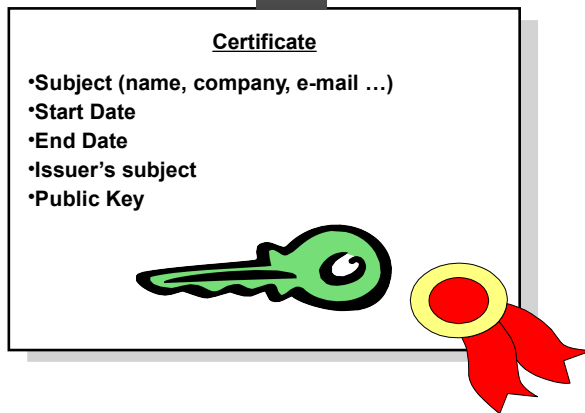 Certificate
•Subject (name, company, e-mail …)
•Start Date
•End Date
•Issuer’s subject
•Public Key